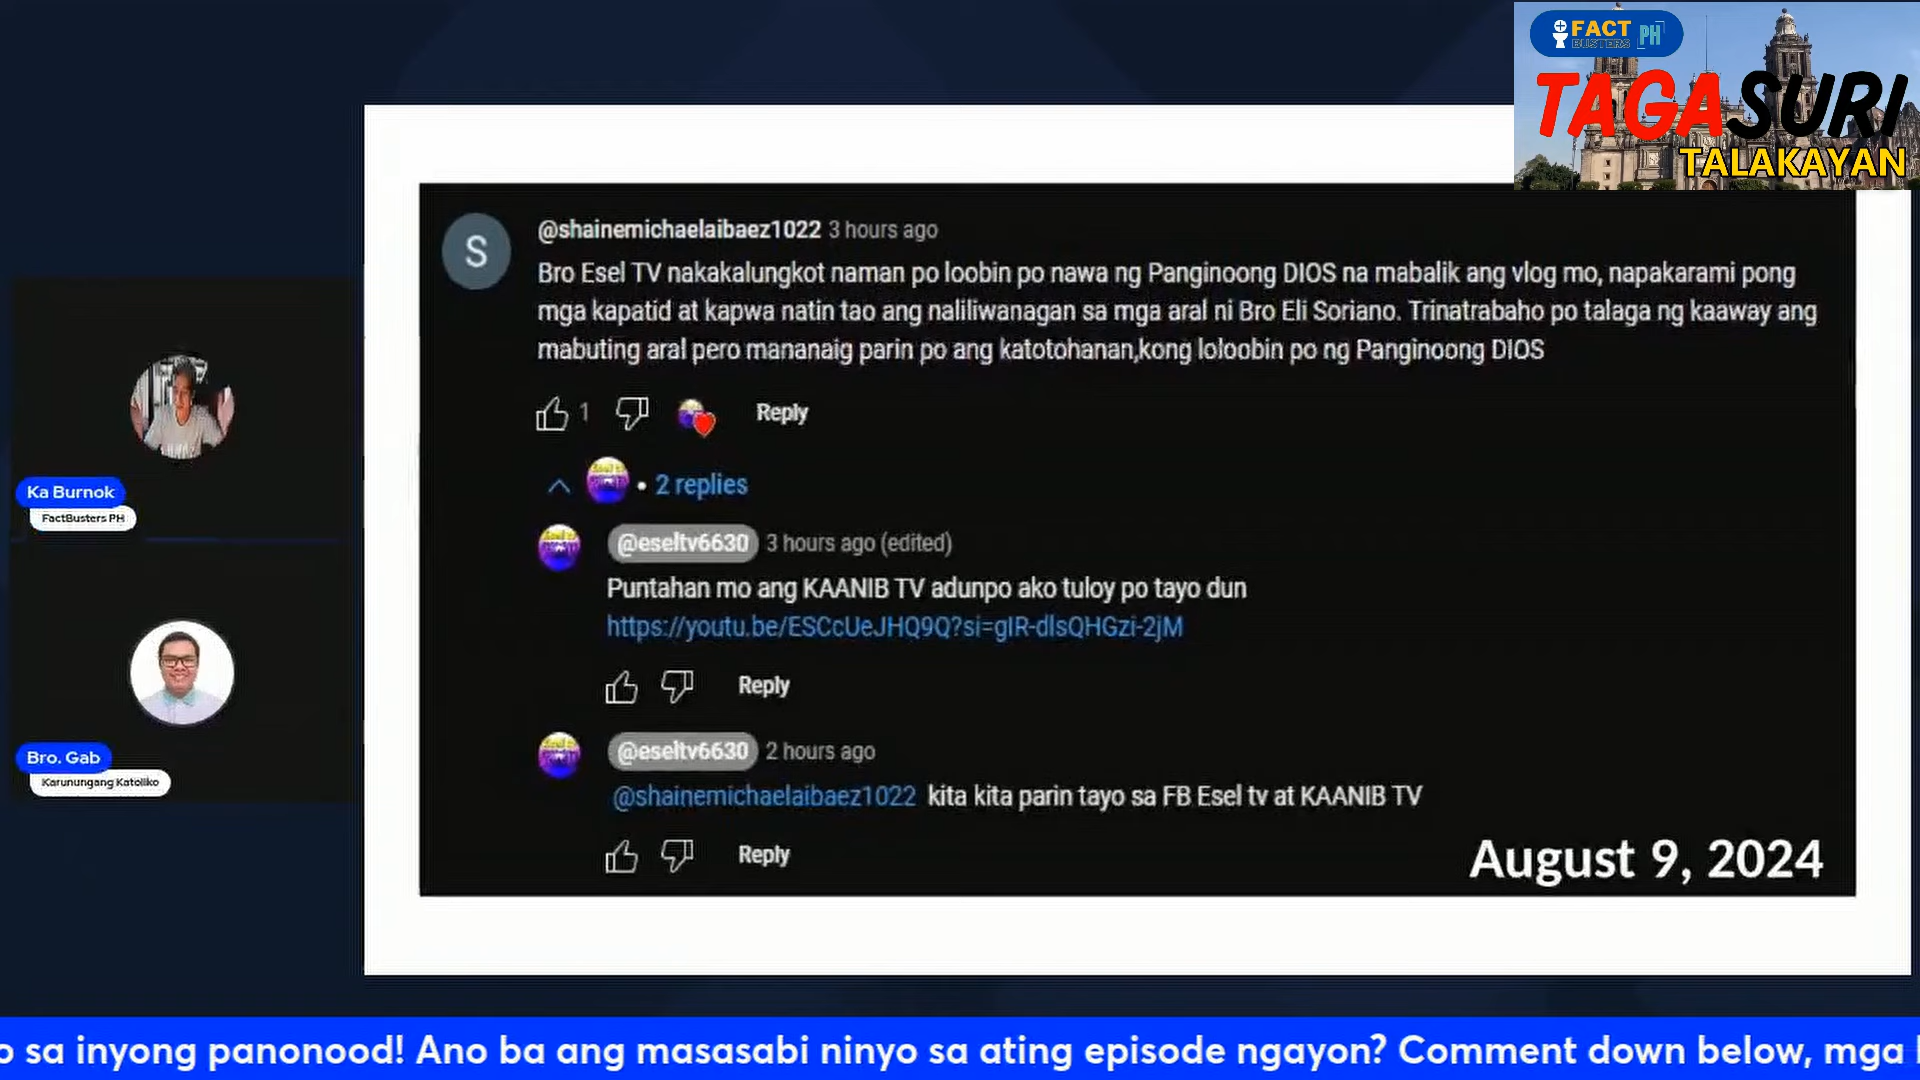 FACT
BUSTERS PH
TAGASURI
TALAKAYAN
S
@shainemichaelaibaez1022 3 hours ago
Bro Esel TV nakakalungkot naman po loobin po nawa ng Panginoong DIOS na mabalik ang vlog mo, napakarami pong
mga kapatid at kapwa natin tao ang naliliwanagan sa mga aral ni Bro Eli Soriano. Trinatrabaho po talaga ng kaaway ang
mabuting aral pero mananaig parin po ang katotohanan,kong loloobin po ng Panginoong DIOS
1 Reply
• 2 replies
@eseltv6630 3 hours ago (edited)
Puntahan mo ang KAANIB TV adunpo ako tuloy po tayo dun
https://youtu.be/ESCcUeJHQ9Q?si=gIR-dlsQHGzi-2jM
Reply
@eseltv6630 2 hours ago
@shainemichaelaibaez1022 kita kita parin tayo sa FB Esel tv at KAANIB TV
Reply
August 9, 2024
Ka Burnok
FactBusters PH
Bro. Gab
Karunungang Katoliko
o sa inyong panonood! Ano ba ang masasabi ninyo sa ating episode ngayon? Comment down below, mga